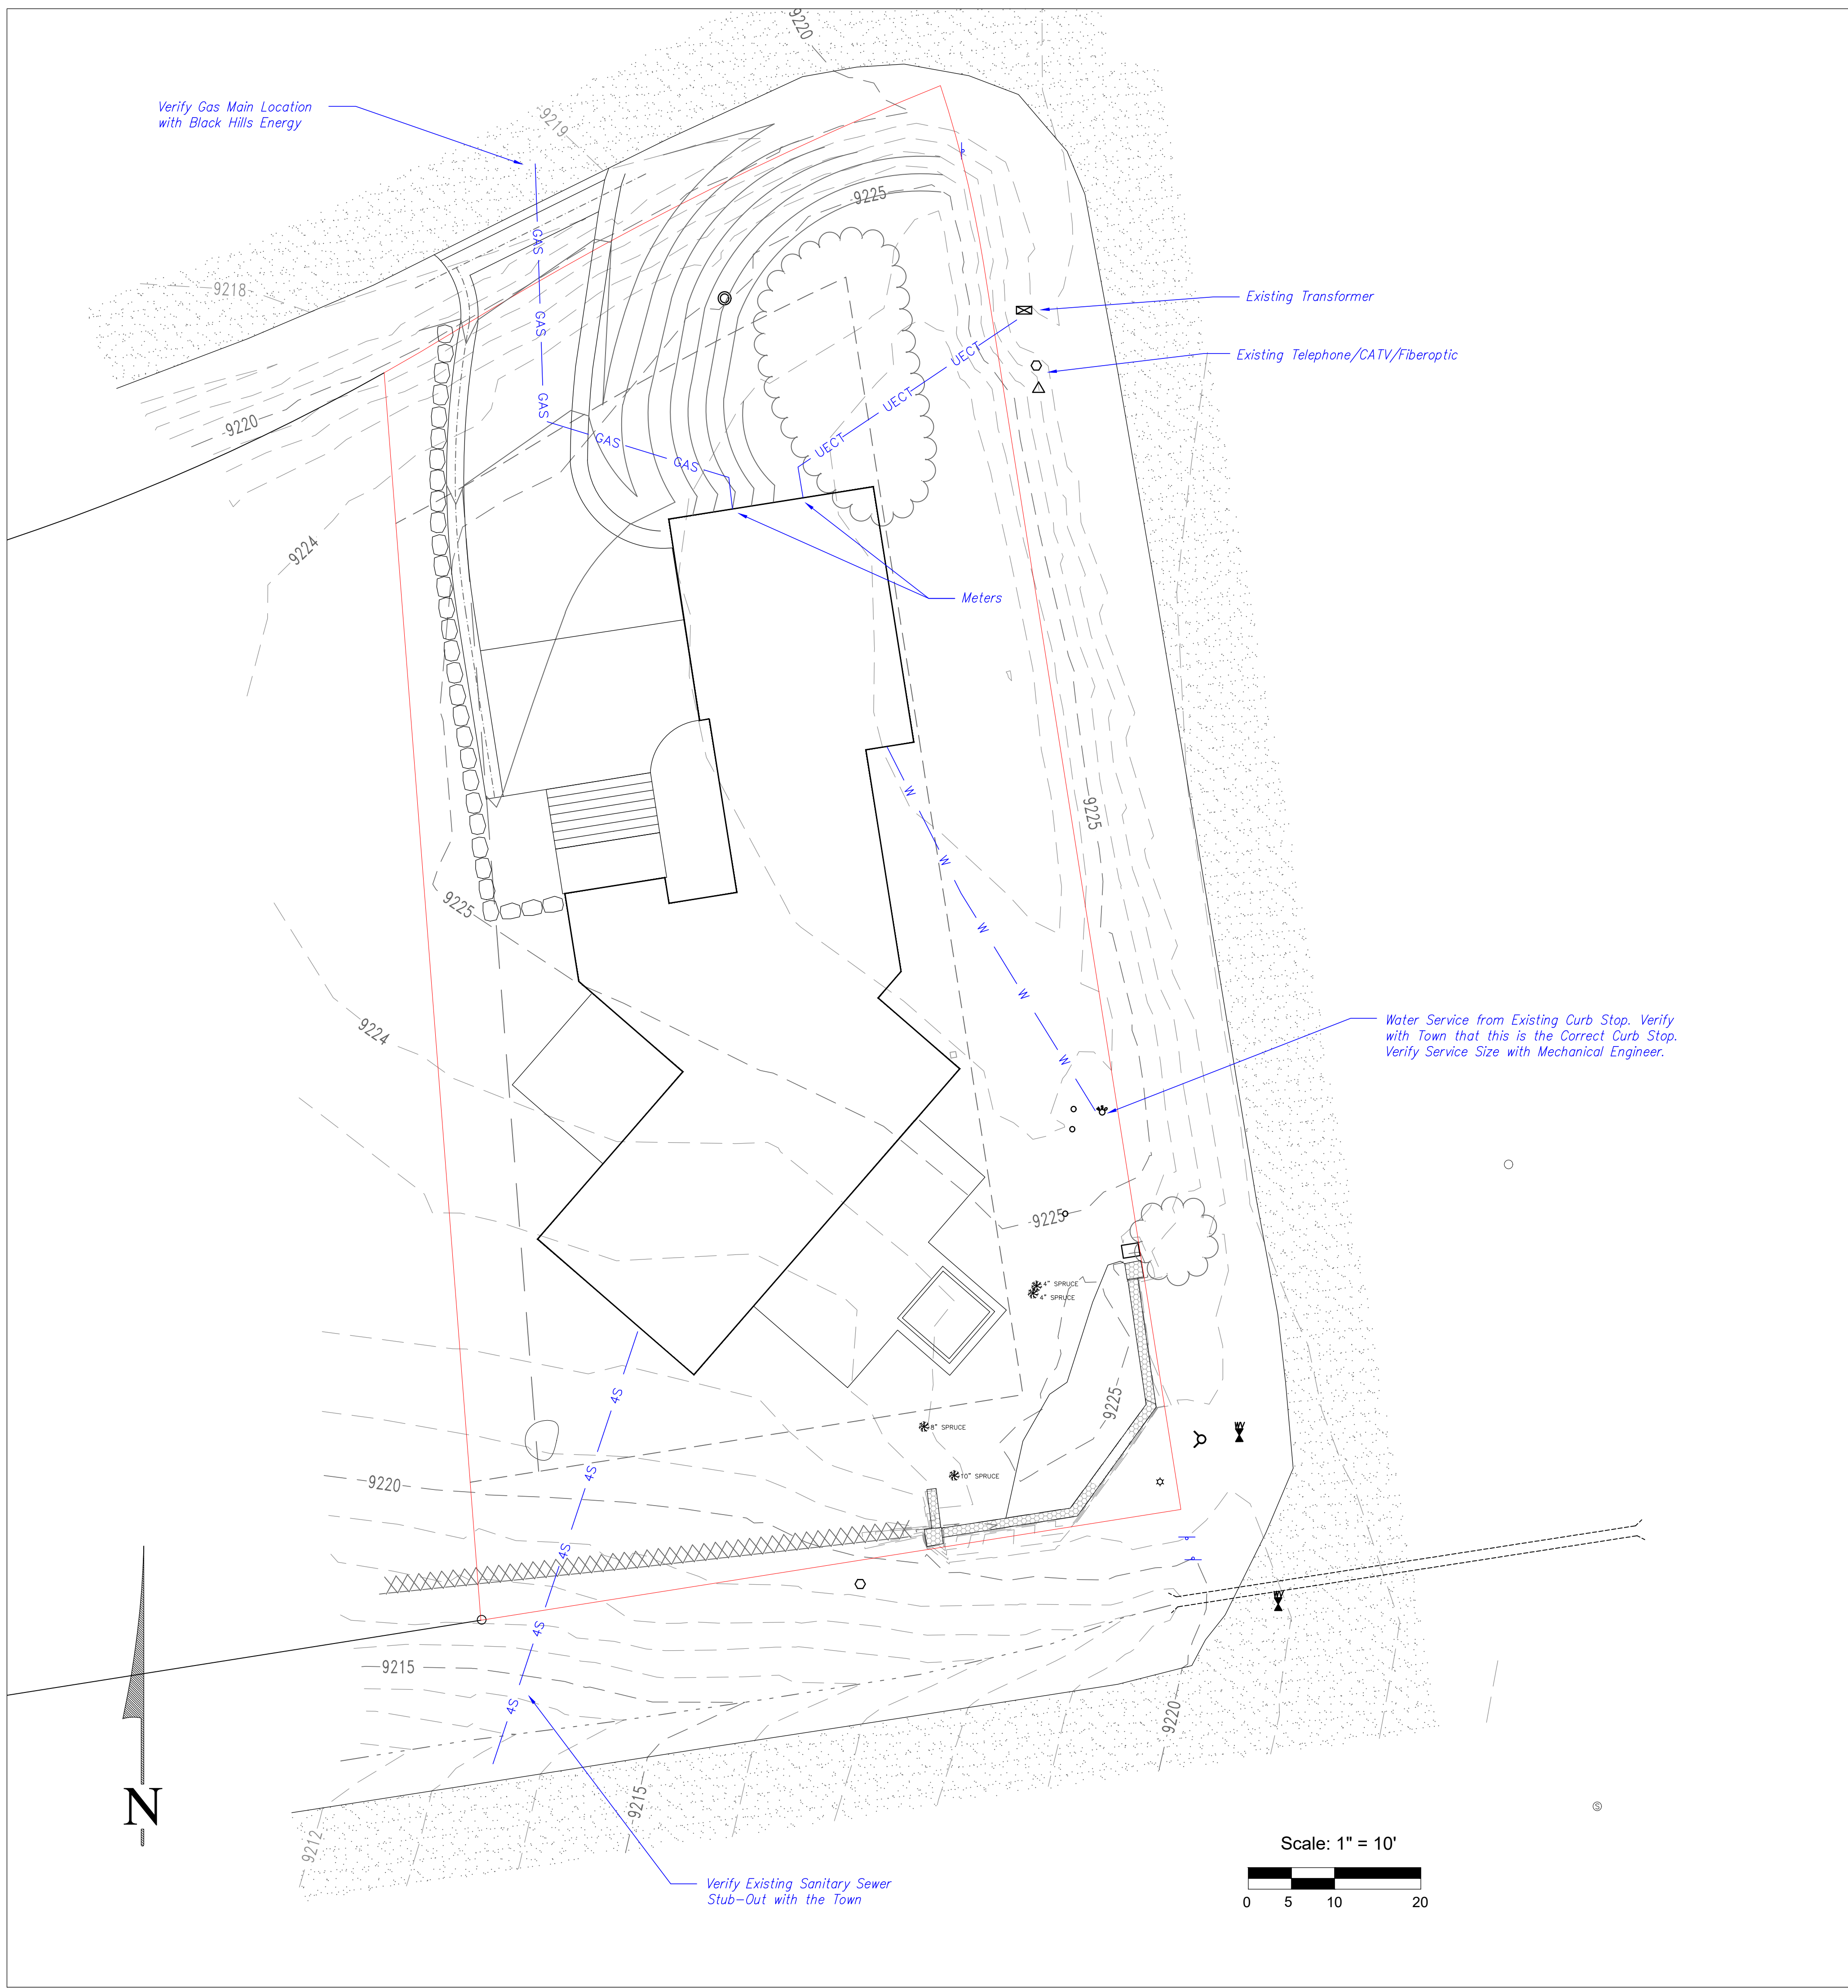 9220
Verify Gas Main Location
with Black Hills Energy
9219
9225
GAS
9218
Existing Transformer
GAS
UECT
Existing Telephone/CATV/Fiberoptic
GAS
UECT
9220
GAS
UECT
GAS
9224
Meters
W
9225
W
9225
W
W
9224
Water Service from Existing Curb Stop. Verify
with Town that this is the Correct Curb Stop.
Verify Service Size with Mechanical Engineer.
W
9225
4" SPRUCE
4" SPRUCE
4S
9225
8" SPRUCE
WV
4S
10" SPRUCE
9220
4S
WV
4S
9215
4S
9220
9215
N
S
9212
Scale: 1" = 10'
0 5 10 20
Verify Existing Sanitary Sewer
Stub-Out with the Town